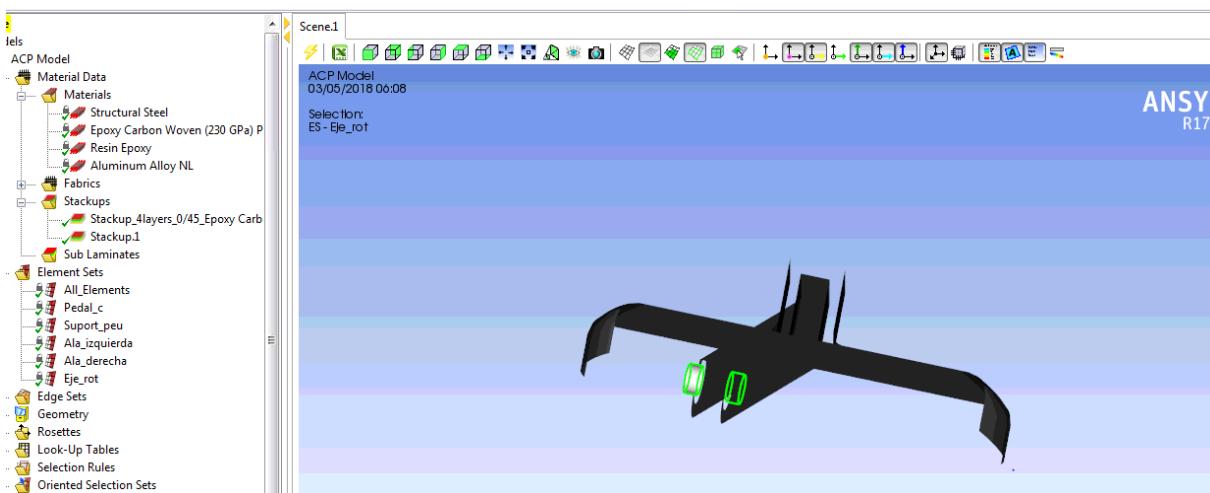 Scene.1
dels
ACP Model
Material Data
Materials
Structural Steel
Epoxy Carbon Woven (230 GPa) P
Resin Epoxy
Aluminum Alloy NL
Fabrics
Stackups
Stackup_4layers_0/45_Epoxy Carb
Stackup.1
Sub Laminates
Element Sets
All_Elements
Pedal_c
Suport_peu
Ala_izquierda
Ala_derecha
Eje_rot
Edge Sets
Geometry
Rosettes
Look-Up Tables
Selection Rules
Oriented Selection Sets
ACP Model
03/05/2018 06:08
Selection:
ES - Eje_rot
ANSY
R17